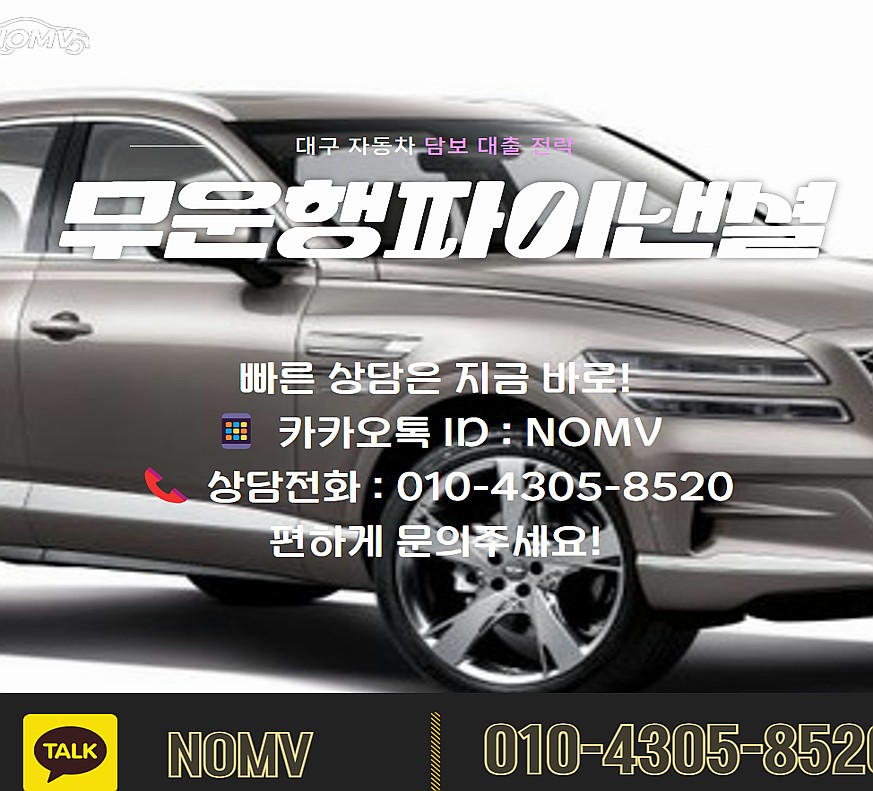 NOMV
대구 자동차 담보 대출 전략
무운행파이낸셜
빠른 상담은 지금 바로!
카카오톡 ID : NOMV
상담전화 : 010-4305-8520
편하게 문의주세요!
TALK
NOMV
010-4305-8520